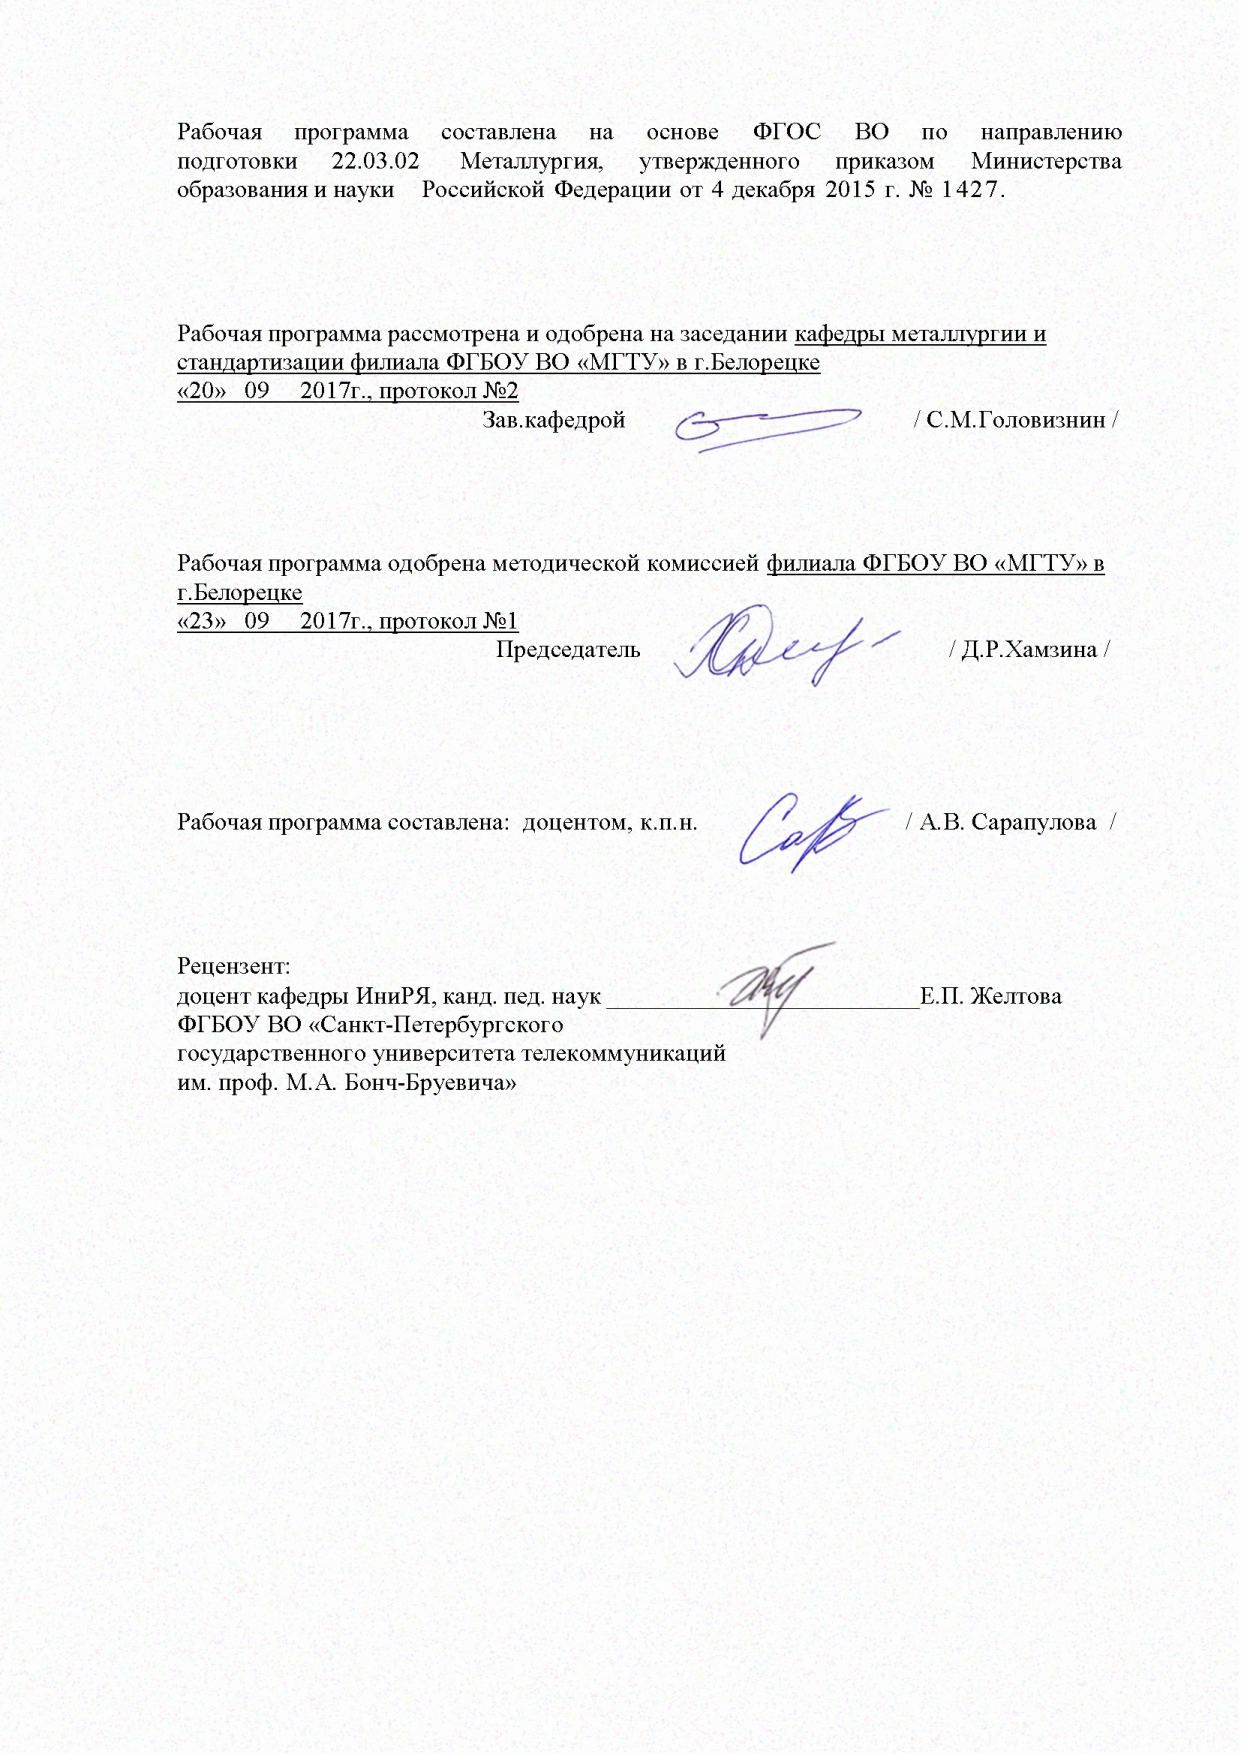 Рабочая программа составлена на основе ФГОС ВО по направлению
подготовки 22.03.02 Металлургия, утвержденного приказом Министерства
образования и науки Российской Федерации от 4 декабря 2015 г. № 1427.
Рабочая программа рассмотрена и одобрена на заседании кафедры металлургии и
стандартизации филиала ФГБОУ ВО «МГТУ» в г.Белорецке
«20» 09 2017г., протокол №2
Зав.кафедрой / С.М.Головизнин /
Рабочая программа одобрена методической комиссией филиала ФГБОУ ВО «МГТУ» в
г.Белорецке
«23» 09 2017г., протокол №1
Председатель / Д.Р.Хамзина /
Рабочая программа составлена: доцентом, к.п.н. / А.В. Сарапулова /
Рецензент:
доцент кафедры ИниРЯ, канд. пед. наук __________________________Е.П. Желтова
ФГБОУ ВО «Санкт-Петербургского
государственного университета телекоммуникаций
им. проф. М.А. Бонч-Бруевича»